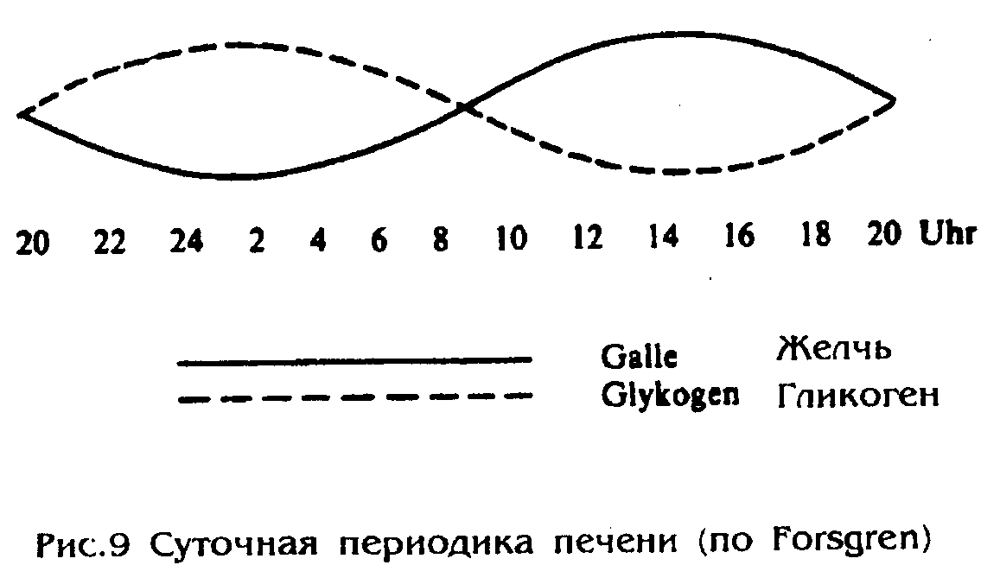 20 22 24 2 4 6 8 10 12 14 16 18 20 Uhr
Galle Желчь
Glykogen Гликоген
Рис.9 Суточная периодика печени (по Forsgren)